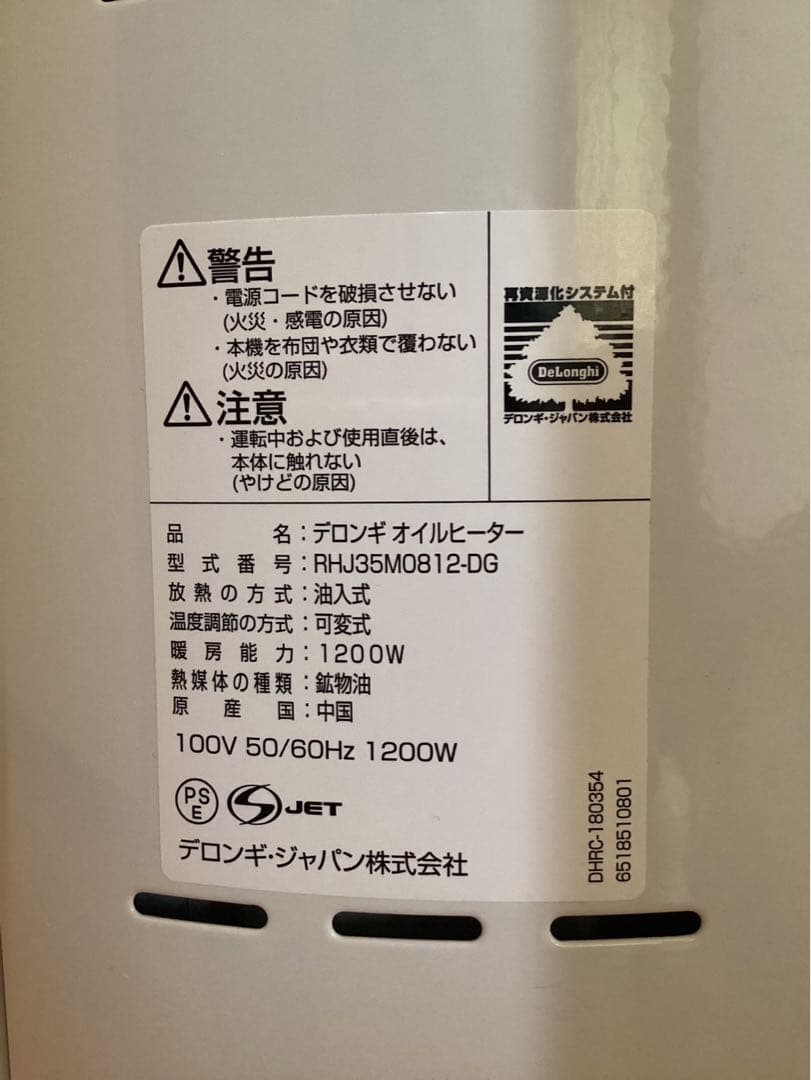 警告
・電源コードを破損させない
(火災・感電の原因)
・本機を布団や衣類で覆わない
(火災の原因)
注意
・運転中および使用直後は、
本体に触れない
(やけどの原因)
再資源化システム付
DeLonghi
デロンギ・ジャパン株式会社
品名：デロンギ オイルヒーター
型式番号：RHJ35M0812-DG
放熱の方式：油入式
温度調節の方式：可変式
暖房能力：1200W
熱媒体の種類：鉱物油
原産国：中国
100V 50/60Hz 1200W
PSE JET
デロンギ・ジャパン株式会社
DHRC-180354
6518510801